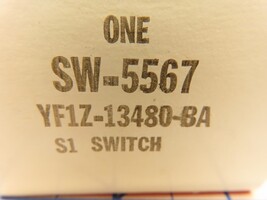 ONE
SW-5567
YF1Z-13480-BA
S1 SWITCH